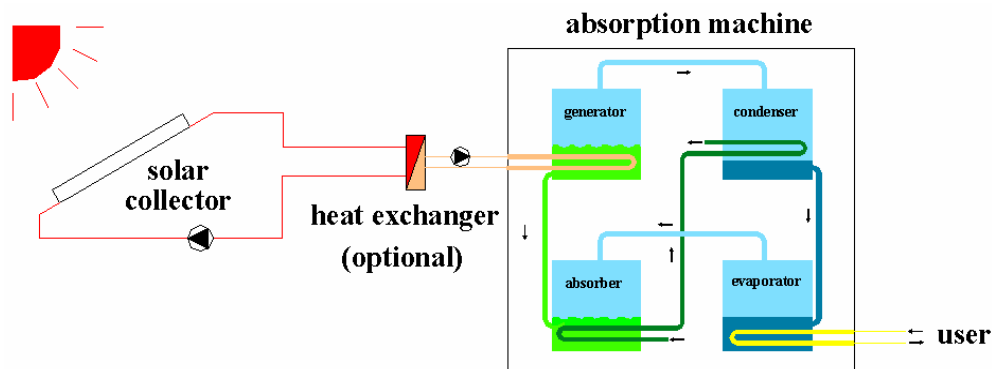 absorption machine
generator
condenser
solar
collector
heat exchanger
(optional)
absorber
evaporator
user